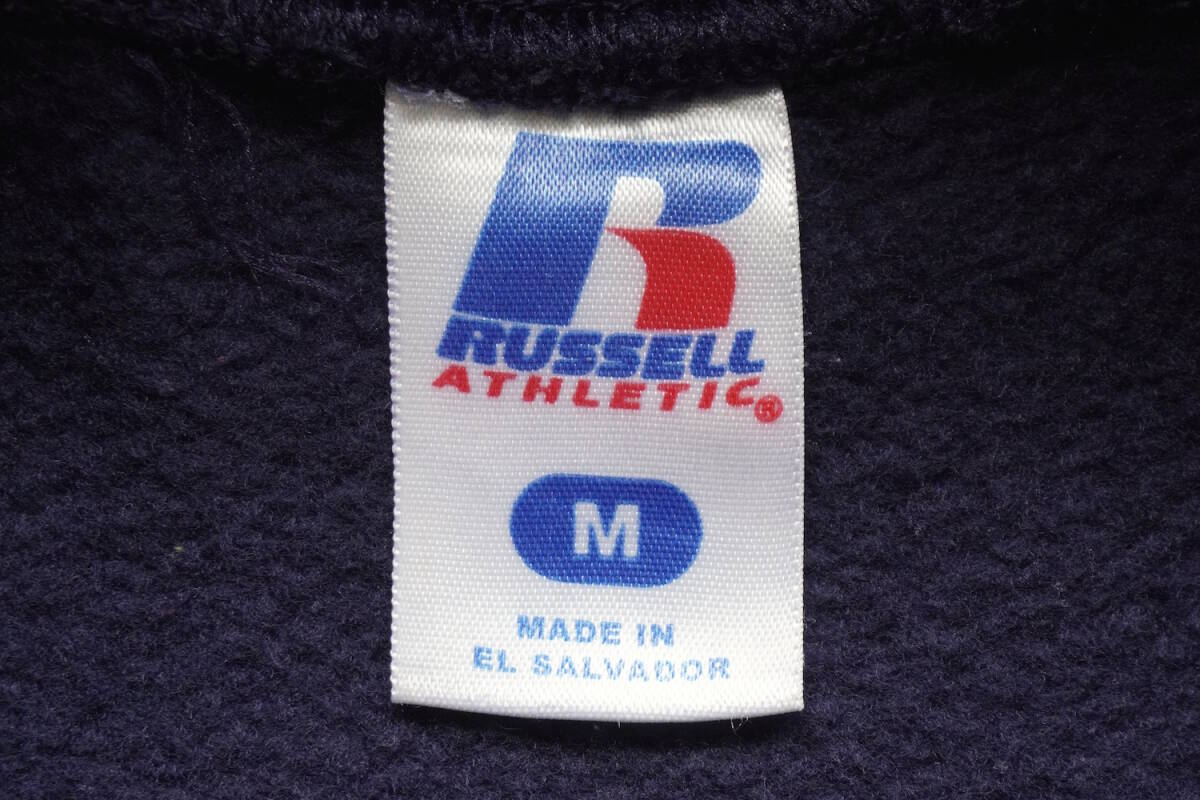 R
RUSSELL
ATHLETIC®
M
MADE IN
EL SALVADOR